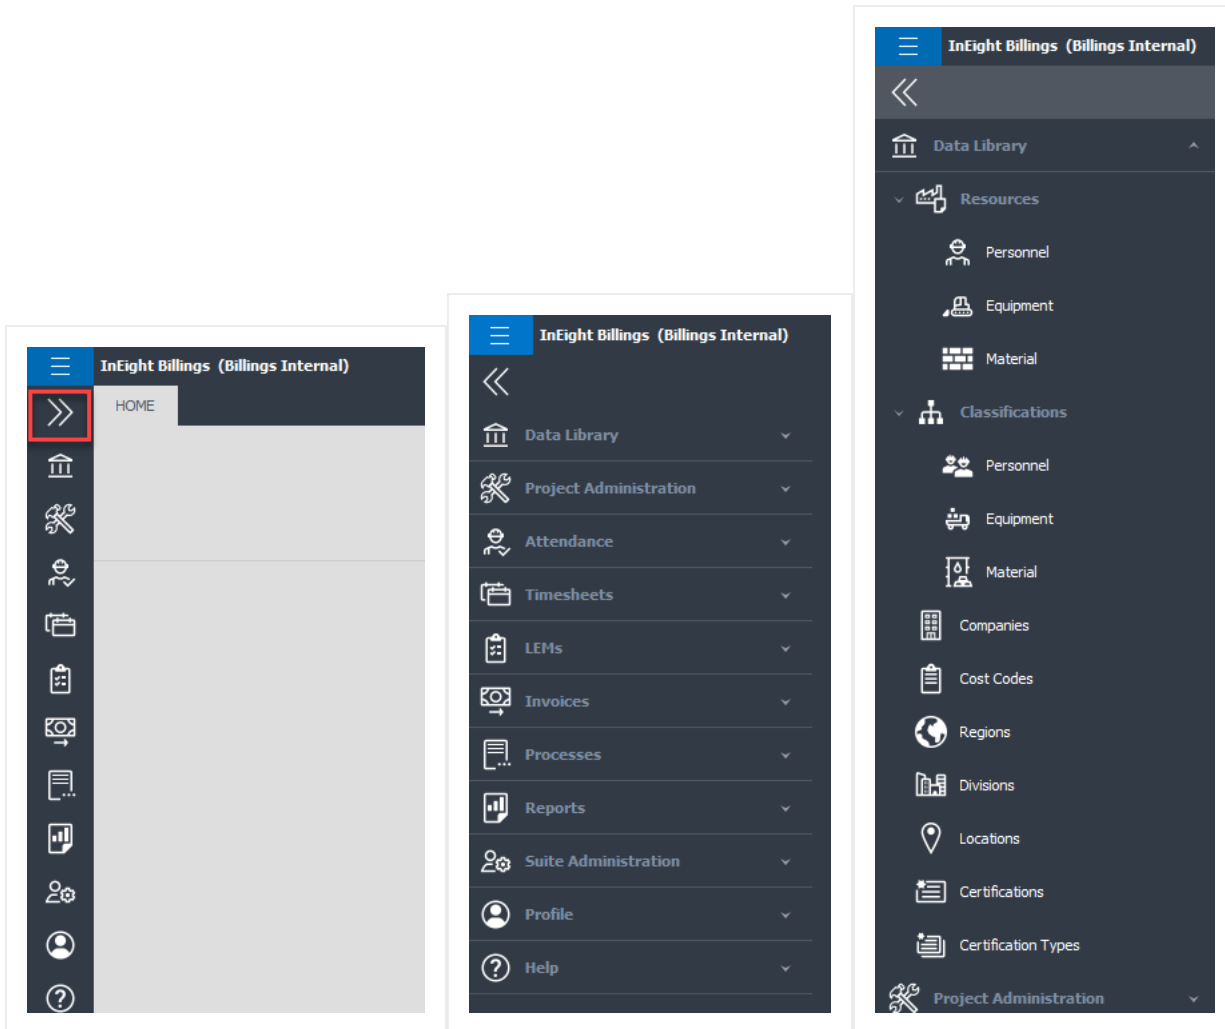 InEight Billings (Billings Internal)
HOME
InEight Billings (Billings Internal)
Data Library
Project Administration
Attendance
Timesheets
LEMs
Invoices
Processes
Reports
Suite Administration
Profile
Help
InEight Billings (Billings Internal)
Data Library
Resources
Personnel
Equipment
Material
Classifications
Personnel
Equipment
Material
Companies
Cost Codes
Regions
Divisions
Locations
Certifications
Certification Types
Project Administration